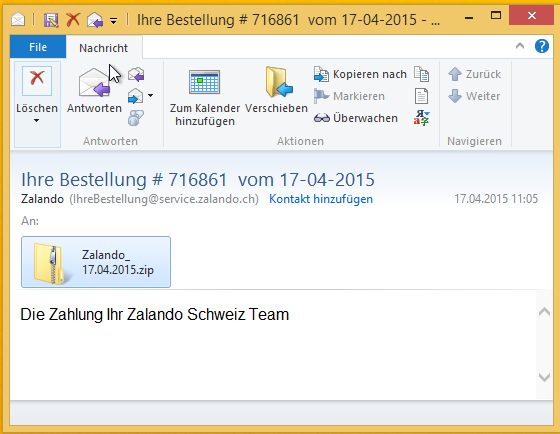 Ihre Bestellung # 716861  vom 17-04-2015 - ...
File
Nachricht
Löschen
Antworten
Zum Kalender
hinzufügen
Verschieben
Kopieren nach
Markieren
Überwachen
Zurück
Weiter
Antworten
Aktionen
Navigieren
Ihre Bestellung # 716861  vom 17-04-2015
Zalando (IhreBestellung@service.zalando.ch) Kontakt hinzufügen 17.04.2015 11:05
An:
Zalando_
17.04.2015.zip
Die Zahlung Ihr Zalando Schweiz Team